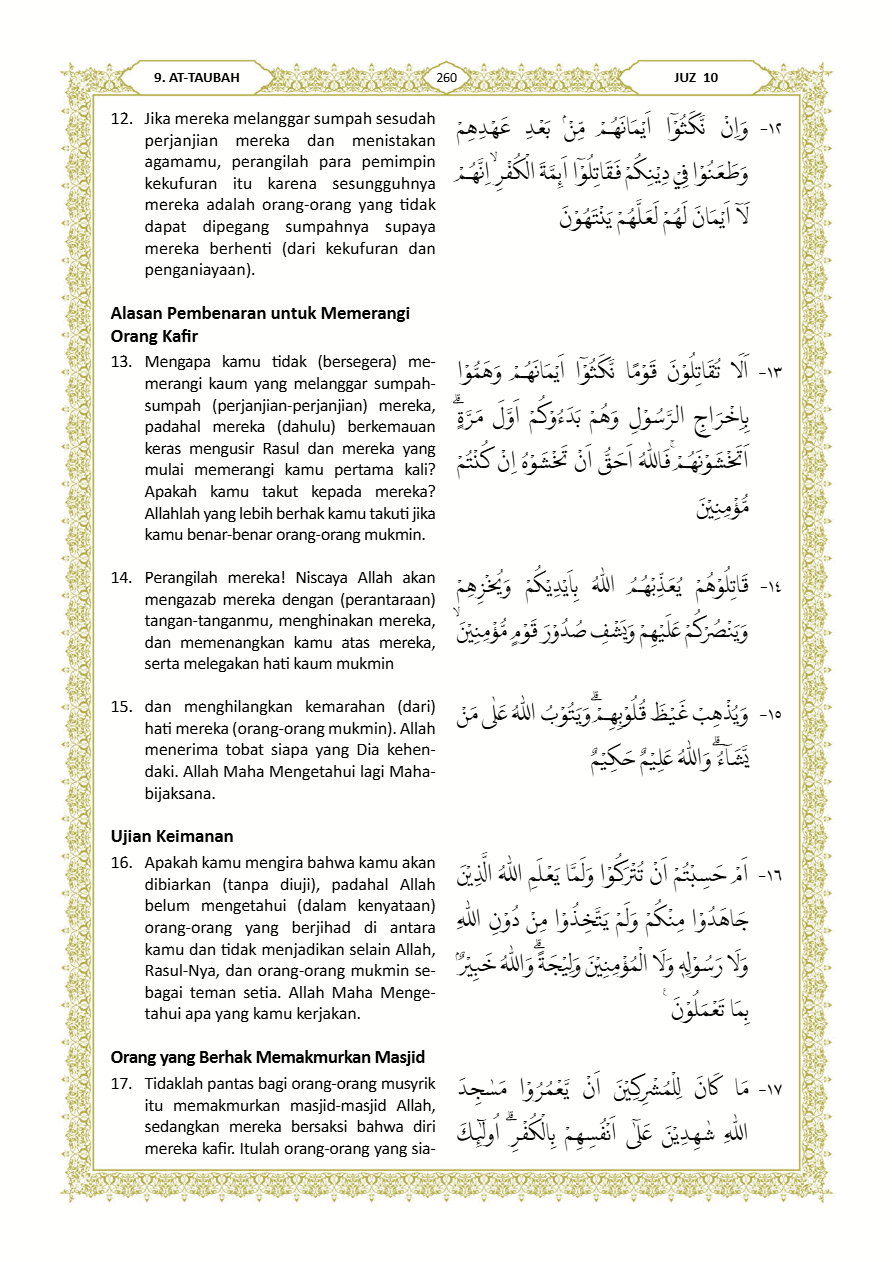 9. AT-TAUBAH
260
JUZ 10
12. Jika mereka melanggar sumpah sesudah
perjanjian mereka dan menistakan
agamamu, perangilah para pemimpin
kekufuran itu karena sesungguhnya
mereka adalah orang-orang yang tidak
dapat dipegang sumpahnya supaya
mereka berhenti (dari kekufuran dan
penganiayaan).
١٢- وَاِنْ نَّكَثُوْٓا اَيْمَانَهُمْ مِّنْۢ بَعْدِ عَهْدِهِمْ
وَطَعَنُوْا فِيْ دِيْنِكُمْ فَقَاتِلُوْٓا اَىِٕمَّةَ الْكُفْرِۙ اِنَّهُمْ
لَآ اَيْمَانَ لَهُمْ لَعَلَّهُمْ يَنْتَهُوْنَ
Alasan Pembenaran untuk Memerangi
Orang Kafir
13. Mengapa kamu tidak (bersegera) me-
merangi kaum yang melanggar sumpah-
sumpah (perjanjian-perjanjian) mereka,
padahal mereka (dahulu) berkemauan
keras mengusir Rasul dan mereka yang
mulai memerangi kamu pertama kali?
Apakah kamu takut kepada mereka?
Allahlah yang lebih berhak kamu takuti jika
kamu benar-benar orang-orang mukmin.
١٣- اَلَا تُقَاتِلُوْنَ قَوْمًا نَّكَثُوْٓا اَيْمَانَهُمْ وَهَمُّوْا
بِاِخْرَاجِ الرَّسُوْلِ وَهُمْ بَدَءُوْكُمْ اَوَّلَ مَرَّةٍۗ
اَتَخْشَوْنَهُمْ ۚفَاللّٰهُ اَحَقُّ اَنْ تَخْشَوْهُ اِنْ كُنْتُمْ
مُّؤْمِنِيْنَ
14. Perangilah mereka! Niscaya Allah akan
mengazab mereka dengan (perantaraan)
tangan-tanganmu, menghinakan mereka,
dan memenangkan kamu atas mereka,
serta melegakan hati kaum mukmin
١٤- قَاتِلُوْهُمْ يُعَذِّبْهُمُ اللّٰهُ بِاَيْدِيْكُمْ وَيُخْزِهِمْ
وَيَنْصُرْكُمْ عَلَيْهِمْ وَيَشْفِ صُدُوْرَ قَوْمٍ مُّؤْمِنِيْنَۙ
15. dan menghilangkan kemarahan (dari)
hati mereka (orang-orang mukmin). Allah
menerima tobat siapa yang Dia kehen-
daki. Allah Maha Mengetahui lagi Maha-
bijaksana.
١٥- وَيُذْهِبْ غَيْظَ قُلُوْبِهِمْۗ وَيَتُوْبُ اللّٰهُ عَلٰى مَنْ
يَّشَاۤءُۗ وَاللّٰهُ عَلِيْمٌ حَكِيْمٌ
Ujian Keimanan
16. Apakah kamu mengira bahwa kamu akan
dibiarkan (tanpa diuji), padahal Allah
belum mengetahui (dalam kenyataan)
orang-orang yang berjihad di antara
kamu dan tidak menjadikan selain Allah,
Rasul-Nya, dan orang-orang mukmin se-
bagai teman setia. Allah Maha Menge-
tahui apa yang kamu kerjakan.
١٦- اَمْ حَسِبْتُمْ اَنْ تُتْرَكُوْا وَلَمَّا يَعْلَمِ اللّٰهُ الَّذِيْنَ
جَاهَدُوْا مِنْكُمْ وَلَمْ يَتَّخِذُوْا مِنْ دُوْنِ اللّٰهِ
وَلَا رَسُوْلِهٖ وَلَا الْمُؤْمِنِيْنَ وَلِيْجَةًۗ وَاللّٰهُ خَبِيْرٌۢ
بِمَا تَعْمَلُوْنَ ࣖ
Orang yang Berhak Memakmurkan Masjid
17. Tidaklah pantas bagi orang-orang musyrik
itu memakmurkan masjid-masjid Allah,
sedangkan mereka bersaksi bahwa diri
mereka kafir. Itulah orang-orang yang sia-
١٧- مَا كَانَ لِلْمُشْرِكِيْنَ اَنْ يَّعْمُرُوْا مَسٰجِدَ
اللّٰهِ شٰهِدِيْنَ عَلٰٓى اَنْفُسِهِمْ بِالْكُفْرِۗ اُولٰۤىِٕكَ